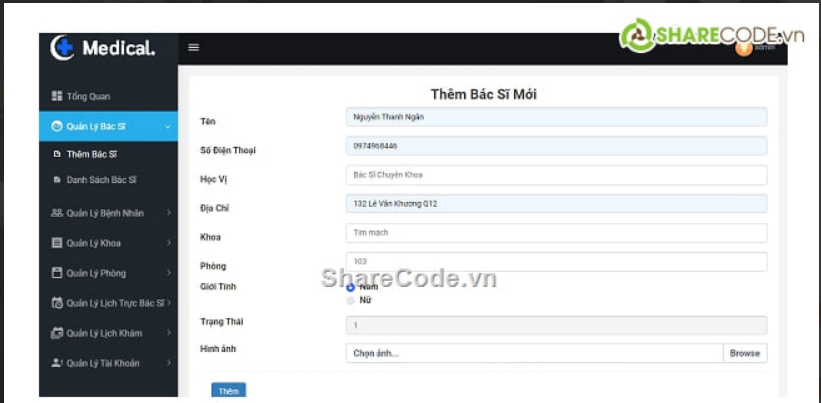 SHARECODE.vn
Medical.
admin
Tổng Quan
Quản Lý Bác Sĩ
Thêm Bác Sĩ
Danh Sách Bác Sĩ
Quản Lý Bệnh Nhân
Quản Lý Khoa
Quản Lý Phòng
Quản Lý Lịch Trực Bác Sĩ
Quản Lý Lịch Khám
Quản Lý Tài Khoản
Thêm Bác Sĩ Mới
Tên
Nguyễn Thanh Ngân
Số Điện Thoại
0974968446
Học Vị
Bác Sĩ Chuyên Khoa
Địa Chỉ
132 Lê Văn Khương Q12
Khoa
Tim mạch
Phòng
103
ShareCode.vn
Giới Tính
Nam
Nữ
Trạng Thái
1
Hình ảnh
Chọn ảnh...
Browse
Thêm